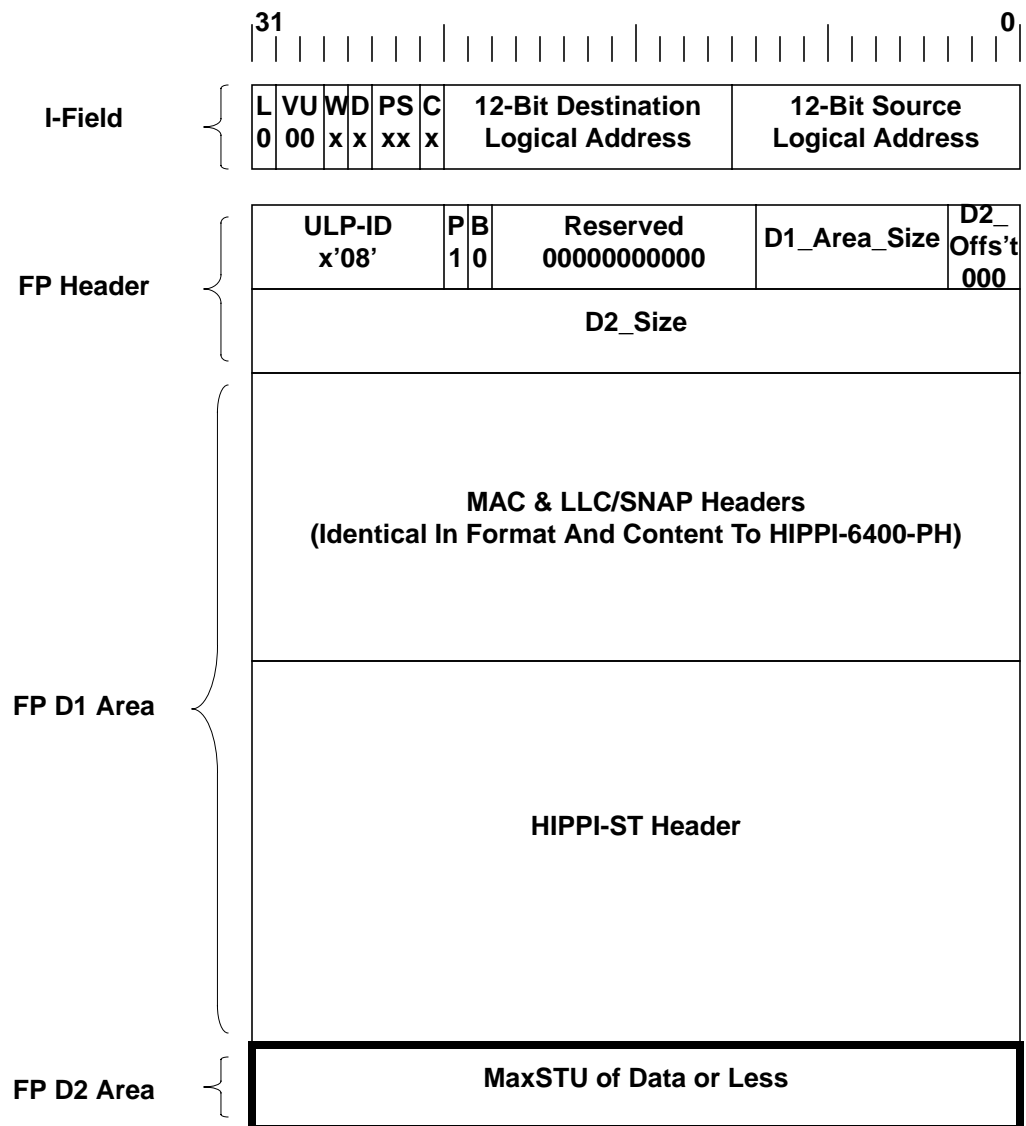 31 0
I-Field
L VU W D PS C 12-Bit Destination 12-Bit Source
0 00 x x xx x Logical Address Logical Address
FP Header
ULP-ID P B Reserved D1_Area_Size D2_
x'08' 1 0 00000000000 Offs't
000
D2_Size
MAC & LLC/SNAP Headers
(Identical In Format And Content To HIPPI-6400-PH)
FP D1 Area
HIPPI-ST Header
FP D2 Area
MaxSTU of Data or Less